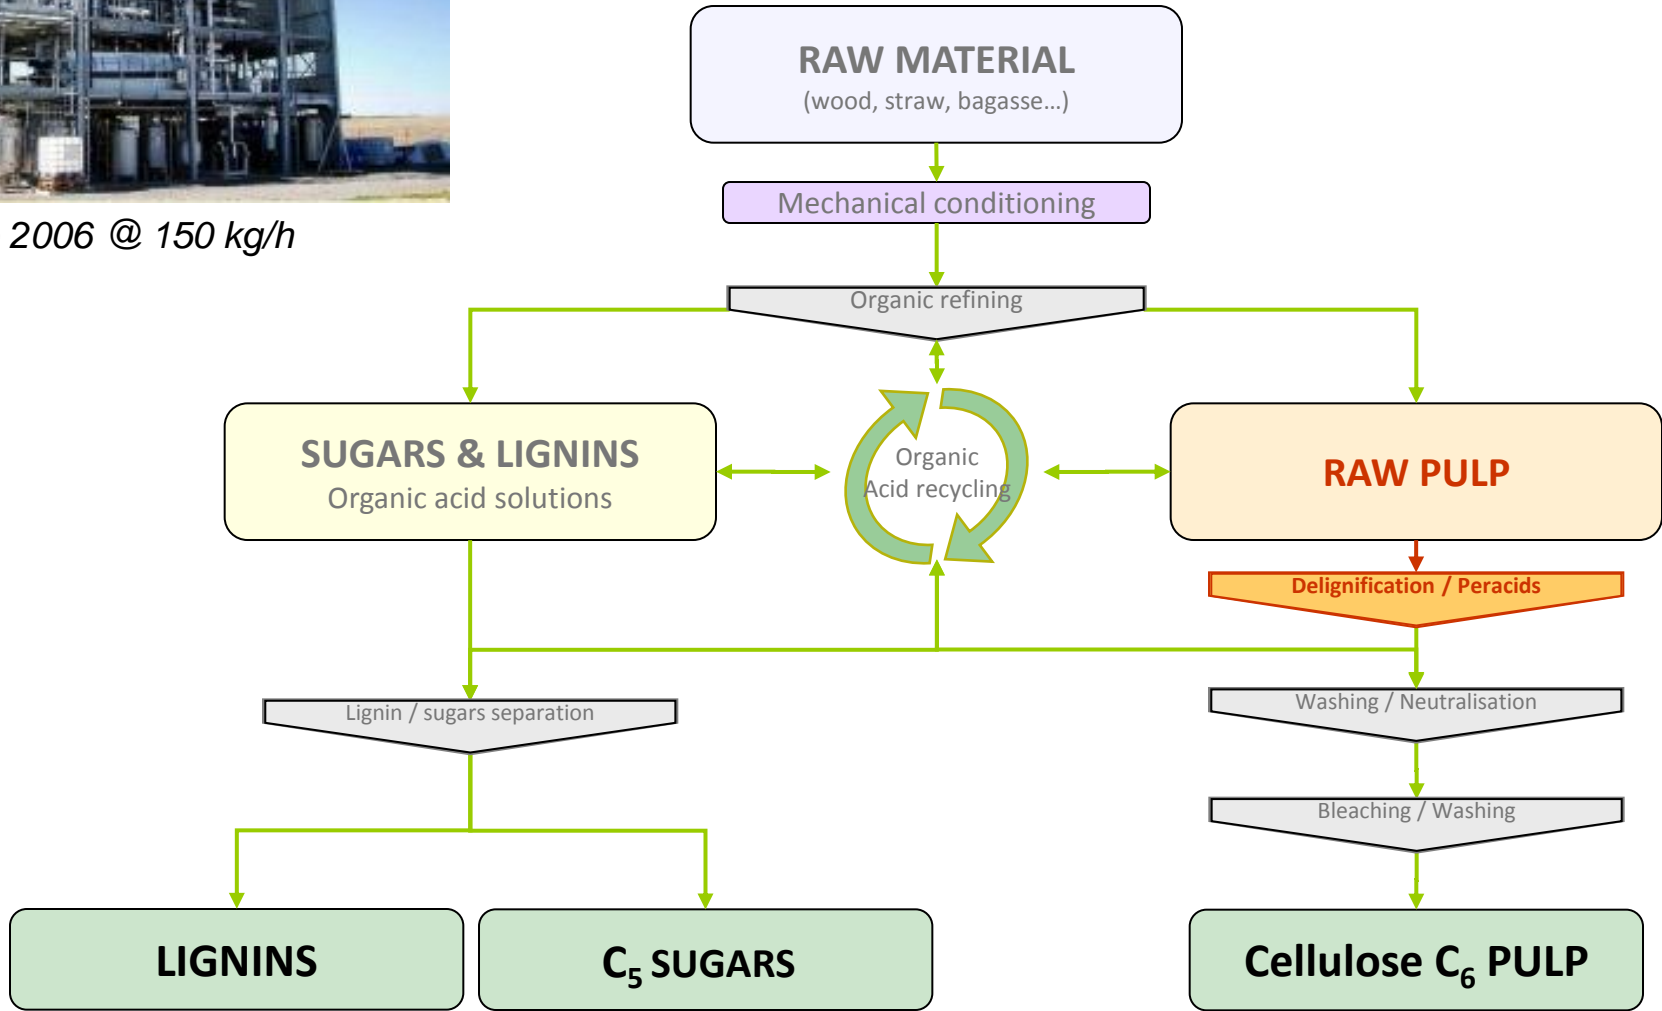 RAW MATERIAL
(wood, straw, bagasse...)
Mechanical conditioning
2006 @ 150 kg/h
Organic refining
SUGARS & LIGNINS
Organic acid solutions
Organic
Acid recycling
RAW PULP
Delignification / Peracids
Lignin / sugars separation
Washing / Neutralisation
Bleaching / Washing
LIGNINS
C5 SUGARS
Cellulose C6 PULP